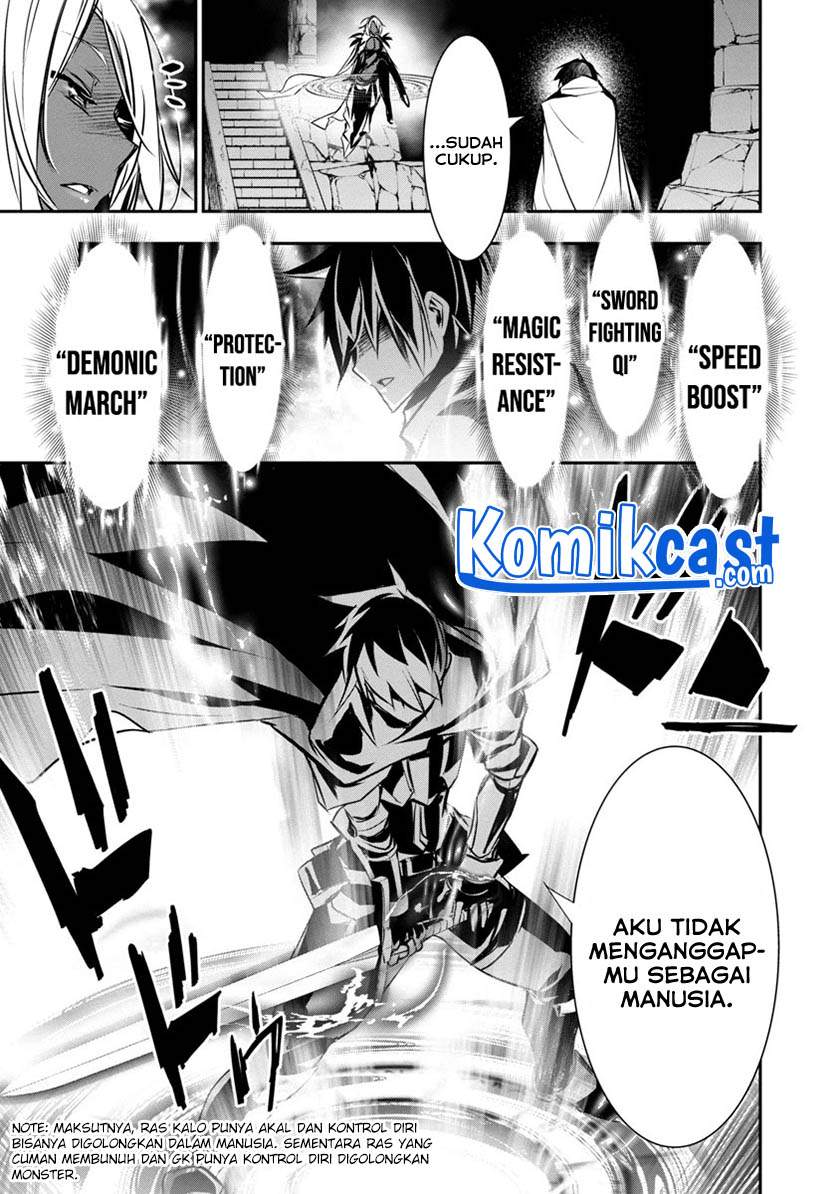 ...SUDAH
CUKUP.
"SPEED
BOOST"
"SWORD
FIGHTING
QI"
"MAGIC
RESIST-
ANCE"
"PROTEC-
TION"
"DEMONIC
MARCH"
Komikcast
.com
AKU TIDAK
MENGANGGAP-
MU SEBAGAI
MANUSIA.
NOTE: MAKSUTNYA, RAS KALO PUNYA AKAL DAN KONTROL DIRI
BISANYA DIGOLONGKAN DALAM MANUSIA. SEMENTARA RAS YANG
CUMAN MEMBUNUH DAN GK PUNYA KONTROL DIRI DIGOLONGKAN
MONSTER.